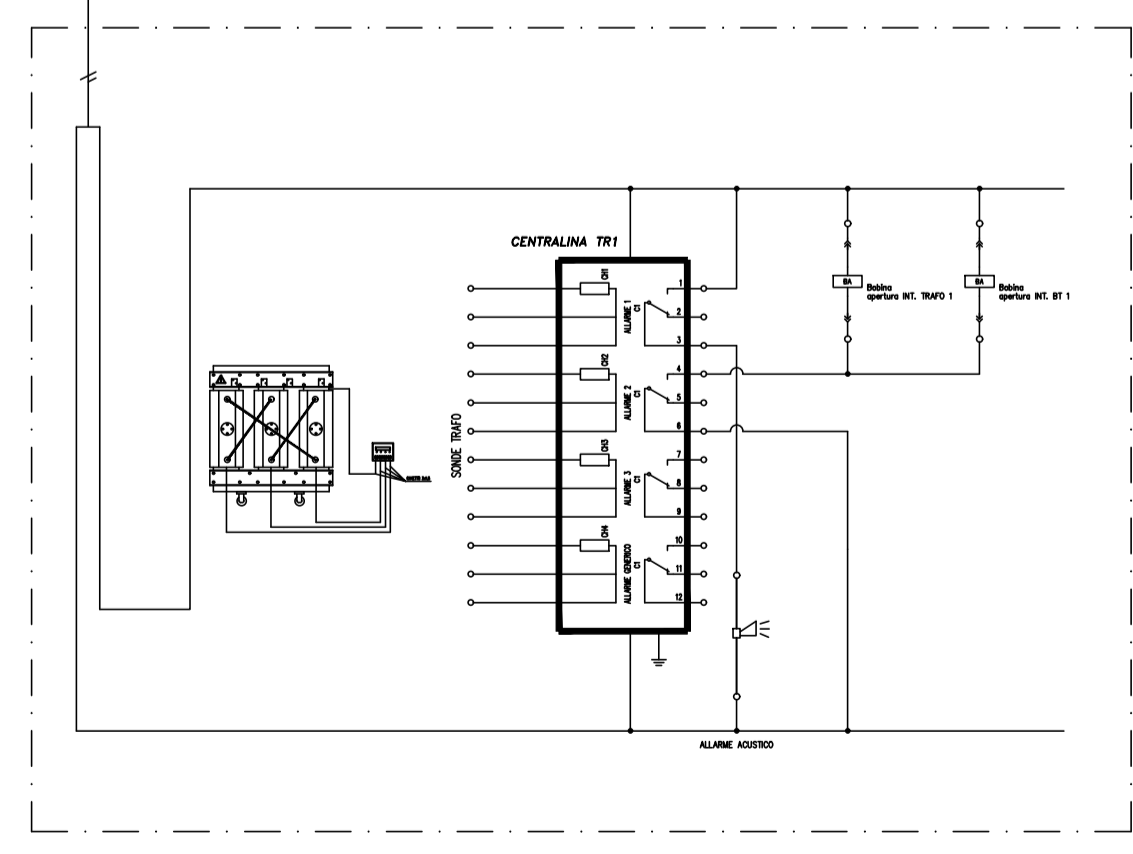 CENTRALINA TR1
SONDE TRAFO
CH1
ALLARME 1
C1
1
2
3
CH2
ALLARME 2
C1
4
5
6
CH3
ALLARME 3
C1
7
8
9
CH4
ALLARME GENERICO
C1
10
11
12
BA
Bobina
apertura INT. TRAFO 1
BA
Bobina
apertura INT. BT 1
ALLARME ACUSTICO